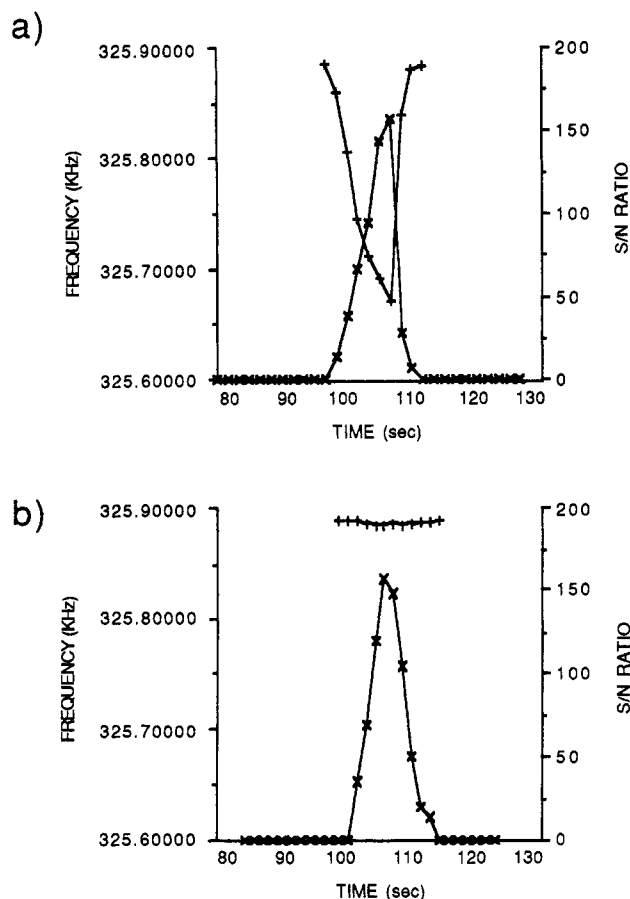 a)
325.90000
325.80000
325.70000
325.60000
FREQUENCY (KHz)
200
150
100
50
0
S/N RATIO
80 90 100 110 120 130
TIME (sec)
b)
325.90000
325.80000
325.70000
325.60000
FREQUENCY (KHz)
200
150
100
50
0
S/N RATIO
80 90 100 110 120 130
TIME (sec)